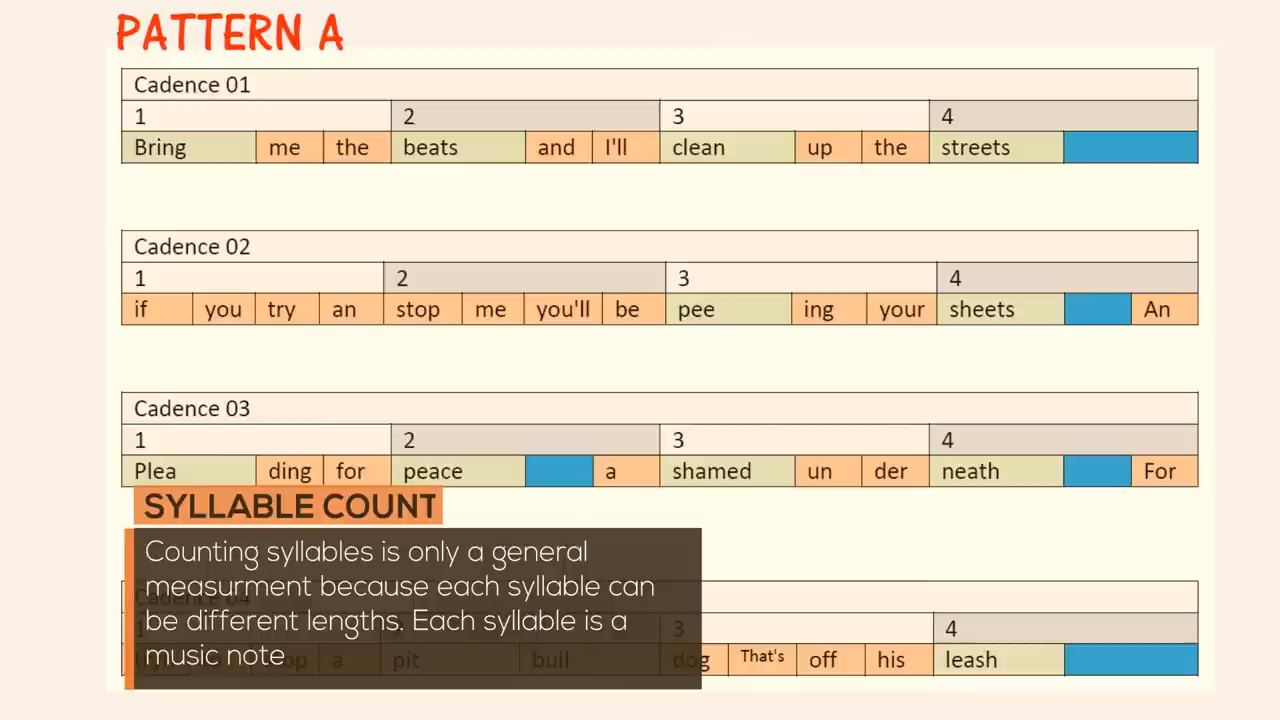 PATTERN A
Cadence 01
1 2 3 4
Bring me the beats and I'll clean up the streets
Cadence 02
1 2 3 4
if you try an stop me you'll be pee ing your sheets An
Cadence 03
1 2 3 4
Plea ding for peace a shamed un der neath For
SYLLABLE COUNT
Counting syllables is only a general
measurment because each syllable can
be different lengths. Each syllable is a
music note
3 4
a pit bull dog That's off his leash